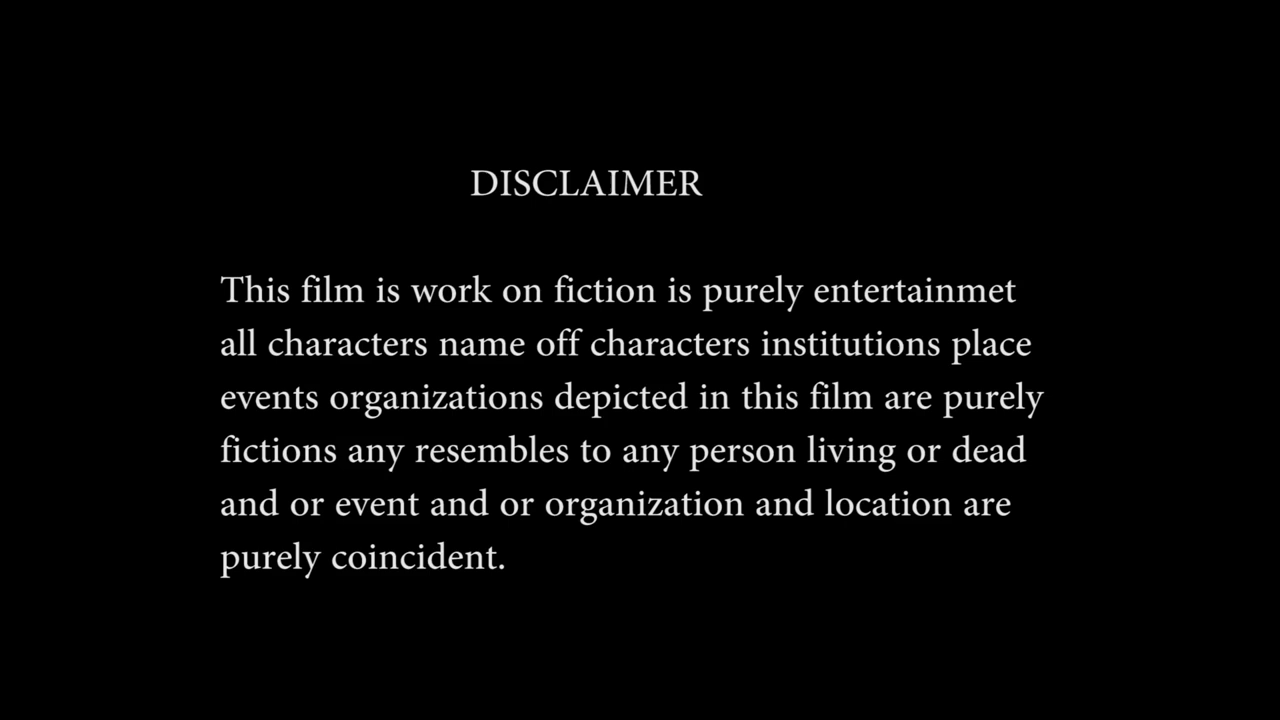 DISCLAIMER
This film is work on fiction is purely entertainmet
all characters name off characters institutions place
events organizations depicted in this film are purely
fictions any resembles to any person living or dead
and or event and or organization and location are
purely coincident.